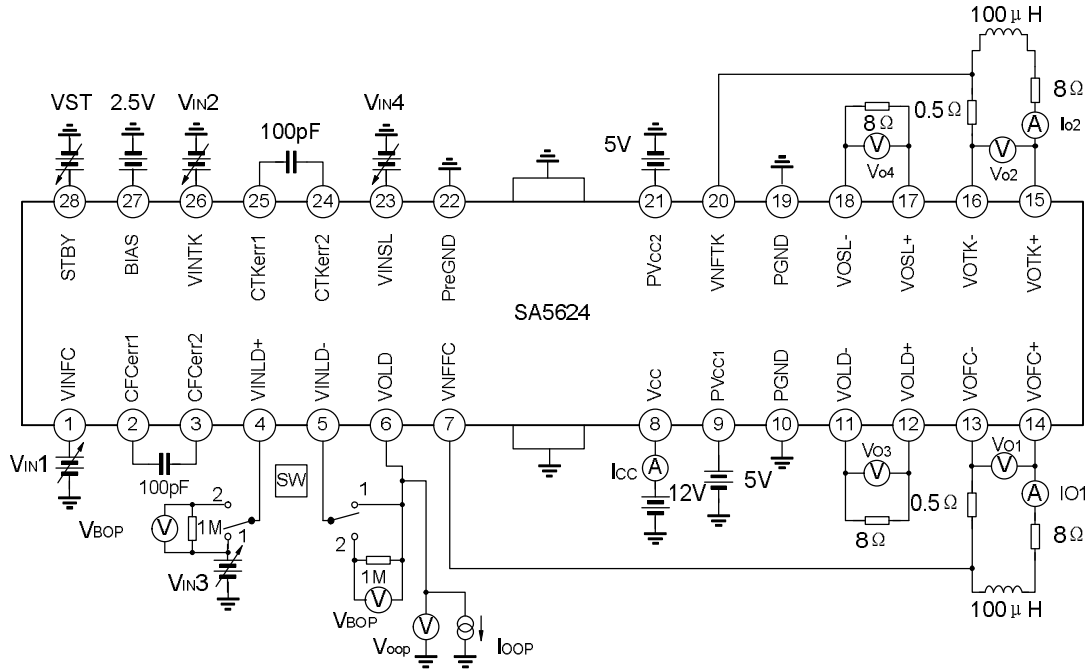 100μH
VST 2.5V VIN2 VIN4
100pF
5V
8Ω
0.5Ω
8Ω
A
Io2
V
Vo4
V
Vo2
28 27 26 25 24 23 22 21 20 19 18 17 16 15
STBY
BIAS
VINTK
CTKerr1
CTKerr2
VINSL
PreGND
PVCC2
VNFTK
PGND
VOSL-
VOSL+
VOTK-
VOTK+
SA5624
VINFC
CFCerr1
CFCerr2
VINLD+
VINLD-
VOLD
VNFFC
VCC
PVCC1
PGND
VOLD-
VOLD+
VOFC-
VOFC+
1 2 3 4 5 6 7 8 9 10 11 12 13 14
VIN1
100pF
SW
2
1M
1
V
VBOP
VIN3
1
2
1M
V
VBOP
V
Voop
IOOP
ICC
A
12V
5V
VO3
V
8Ω
0.5Ω
VO1
V
A
IO1
8Ω
100μH